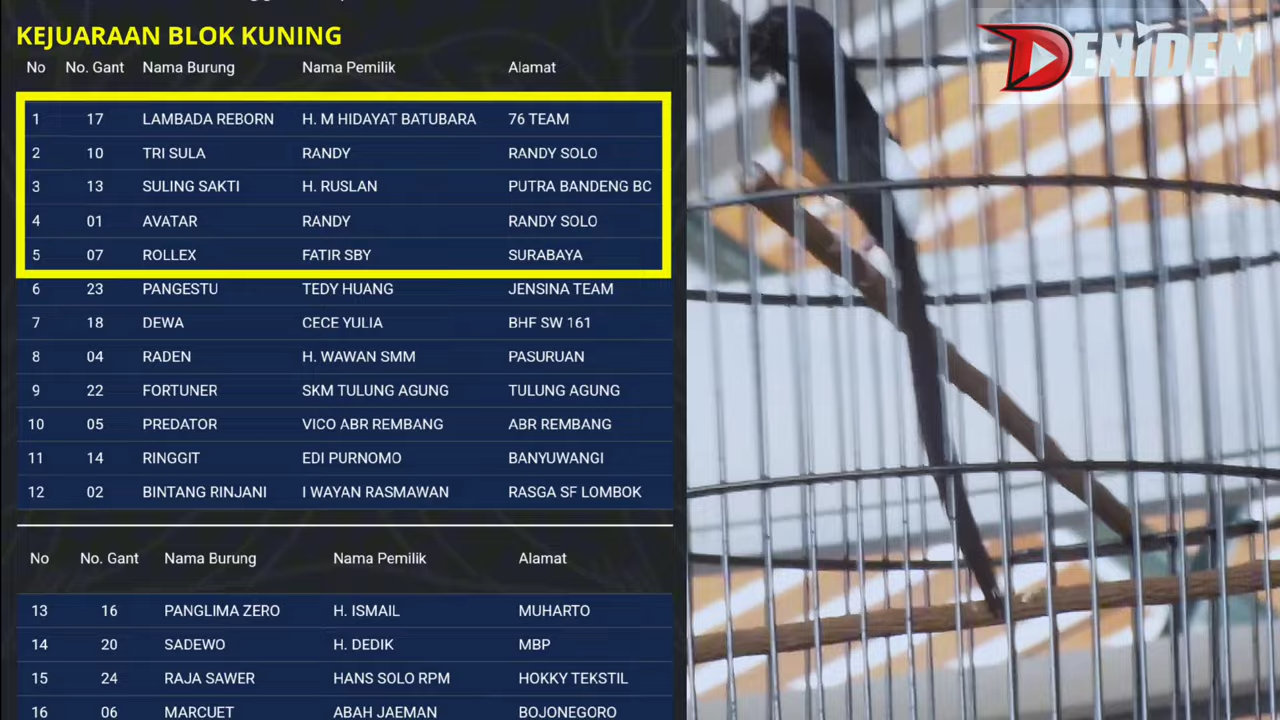 KEJUARAAN BLOK KUNING
No No. Gant Nama Burung Nama Pemilik Alamat
1 17 LAMBADA REBORN H. M HIDAYAT BATUBARA 76 TEAM
2 10 TRI SULA RANDY RANDY SOLO
3 13 SULING SAKTI H. RUSLAN PUTRA BANDENG BC
4 01 AVATAR RANDY RANDY SOLO
5 07 ROLLEX FATIR SBY SURABAYA
6 23 PANGESTU TEDY HUANG JENSINA TEAM
7 18 DEWA CECE YULIA BHF SW 161
8 04 RADEN H. WAWAN SMM PASURUAN
9 22 FORTUNER SKM TULUNG AGUNG TULUNG AGUNG
10 05 PREDATOR VICO ABR REMBANG ABR REMBANG
11 14 RINGGIT EDI PURNOMO BANYUWANGI
12 02 BINTANG RINJANI I WAYAN RASMAWAN RASGA SF LOMBOK
No No. Gant Nama Burung Nama Pemilik Alamat
13 16 PANGLIMA ZERO H. ISMAIL MUHARTO
14 20 SADEWO H. DEDIK MBP
15 24 RAJA SAWER HANS SOLO RPM HOKKY TEKSTIL
16 06 MARCUET ABAH JAEMAN BOJONEGORO
DENIDEN